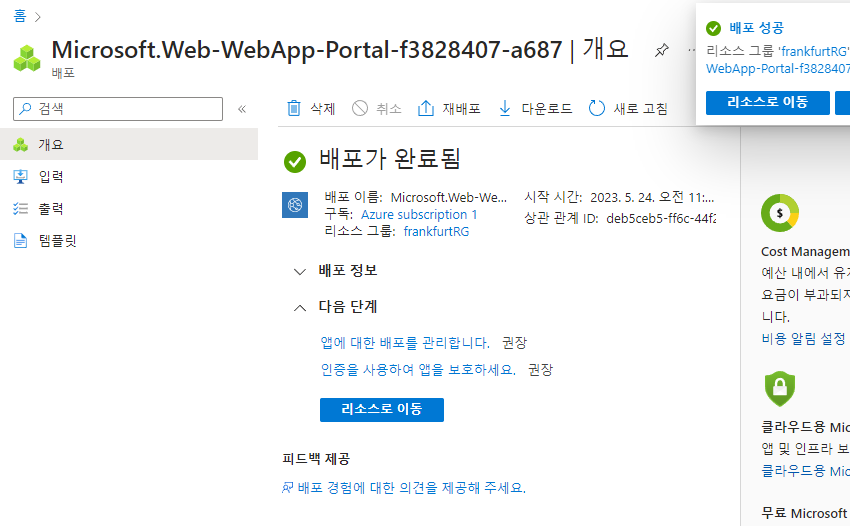 홈
Microsoft.Web-WebApp-Portal-f3828407-a687 | 개요
배포
검색
개요
입력
출력
템플릿
삭제
취소
재배포
다운로드
새로 고침
배포가 완료됨
배포 이름: Microsoft.Web-We...
구독: Azure subscription 1
리소스 그룹: frankfurtRG
시작 시간: 2023. 5. 24. 오전 11:...
상관 관계 ID: deb5ceb5-ff6c-44f2
배포 정보
다음 단계
앱에 대한 배포를 관리합니다. 권장
인증을 사용하여 앱을 보호하세요. 권장
리소스로 이동
피드백 제공
배포 경험에 대한 의견을 제공해 주세요.
배포 성공
리소스 그룹 'frankfurtRG'
WebApp-Portal-f3828407
리소스로 이동
$
Cost Managem
예산 내에서 유지
요금이 부과되지
니다.
비용 알림 설정
클라우드용 Mic
앱 및 인프라 보
클라우드용 Mic
무료 Microsoft